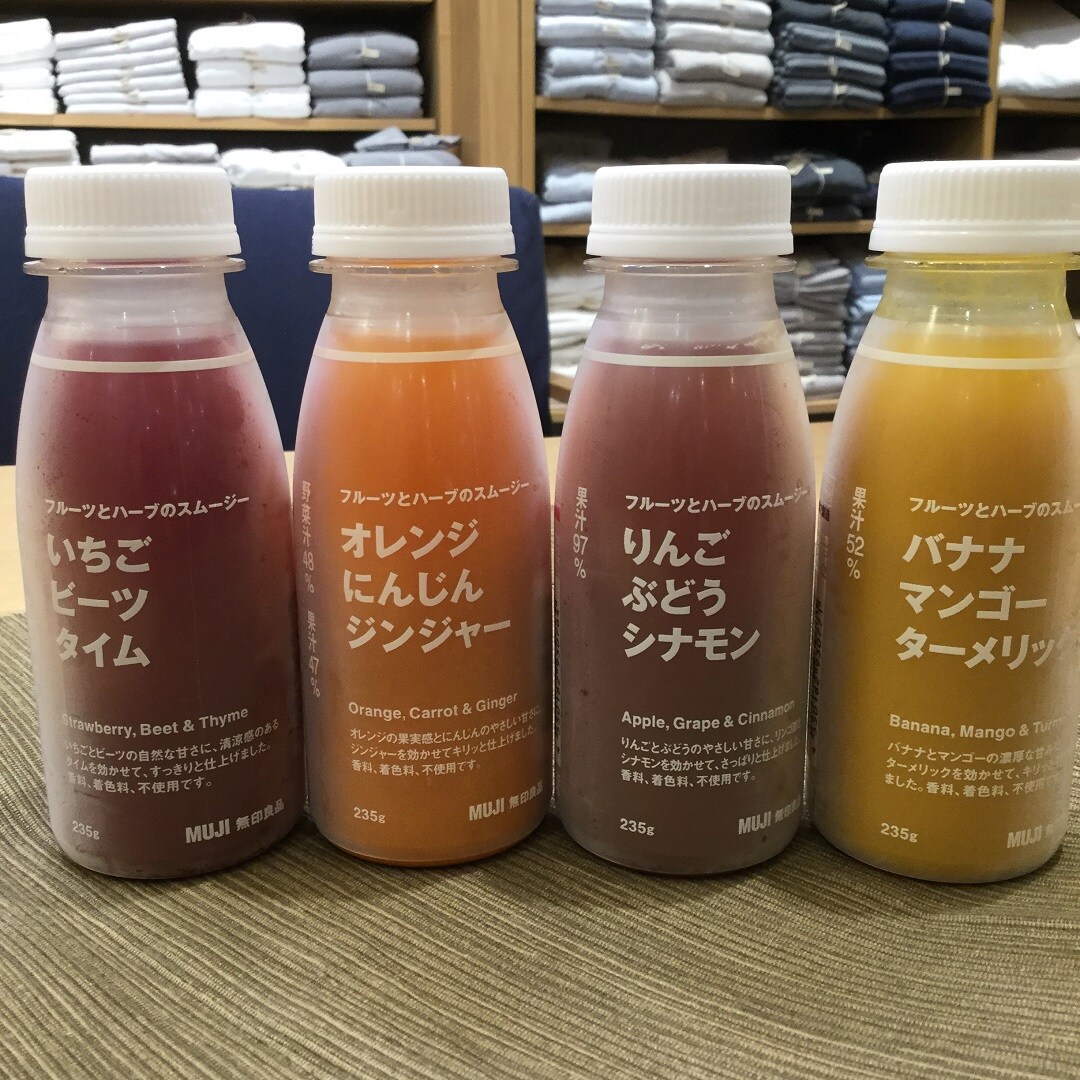 フルーツとハーブのスムージー
いちご
ビーツ
タイム
Strawberry, Beet & Thyme
いちごとビーツの自然な甘さに、清涼感のある
タイムを効かせて、すっきりと仕上げました。
香料、着色料、不使用です。
235g
MUJI 無印良品
野菜汁48% 果汁47%
フルーツとハーブのスムージー
オレンジ
にんじん
ジンジャー
Orange, Carrot & Ginger
オレンジの果実感とにんじんのやさしい甘さに、
ジンジャーを効かせてキリッと仕上げました。
香料、着色料、不使用です。
235g
MUJI 無印良品
果汁97%
フルーツとハーブのスムージー
りんご
ぶどう
シナモン
Apple, Grape & Cinnamon
りんごとぶどうのやさしい甘さに、リンゴ酢と
シナモンを効かせて、さっぱりと仕上げました
香料、着色料、不使用です。
235g
MUJI 無印良品
果汁52%
フルーツとハーブのスムー
バナナ
マンゴー
ターメリック
Banana, Mango &
バナナとマンゴーの濃厚な甘
ターメリックを効かせて、キリッ
ました。香料、着色料、不使用
235g
MUJI 無印